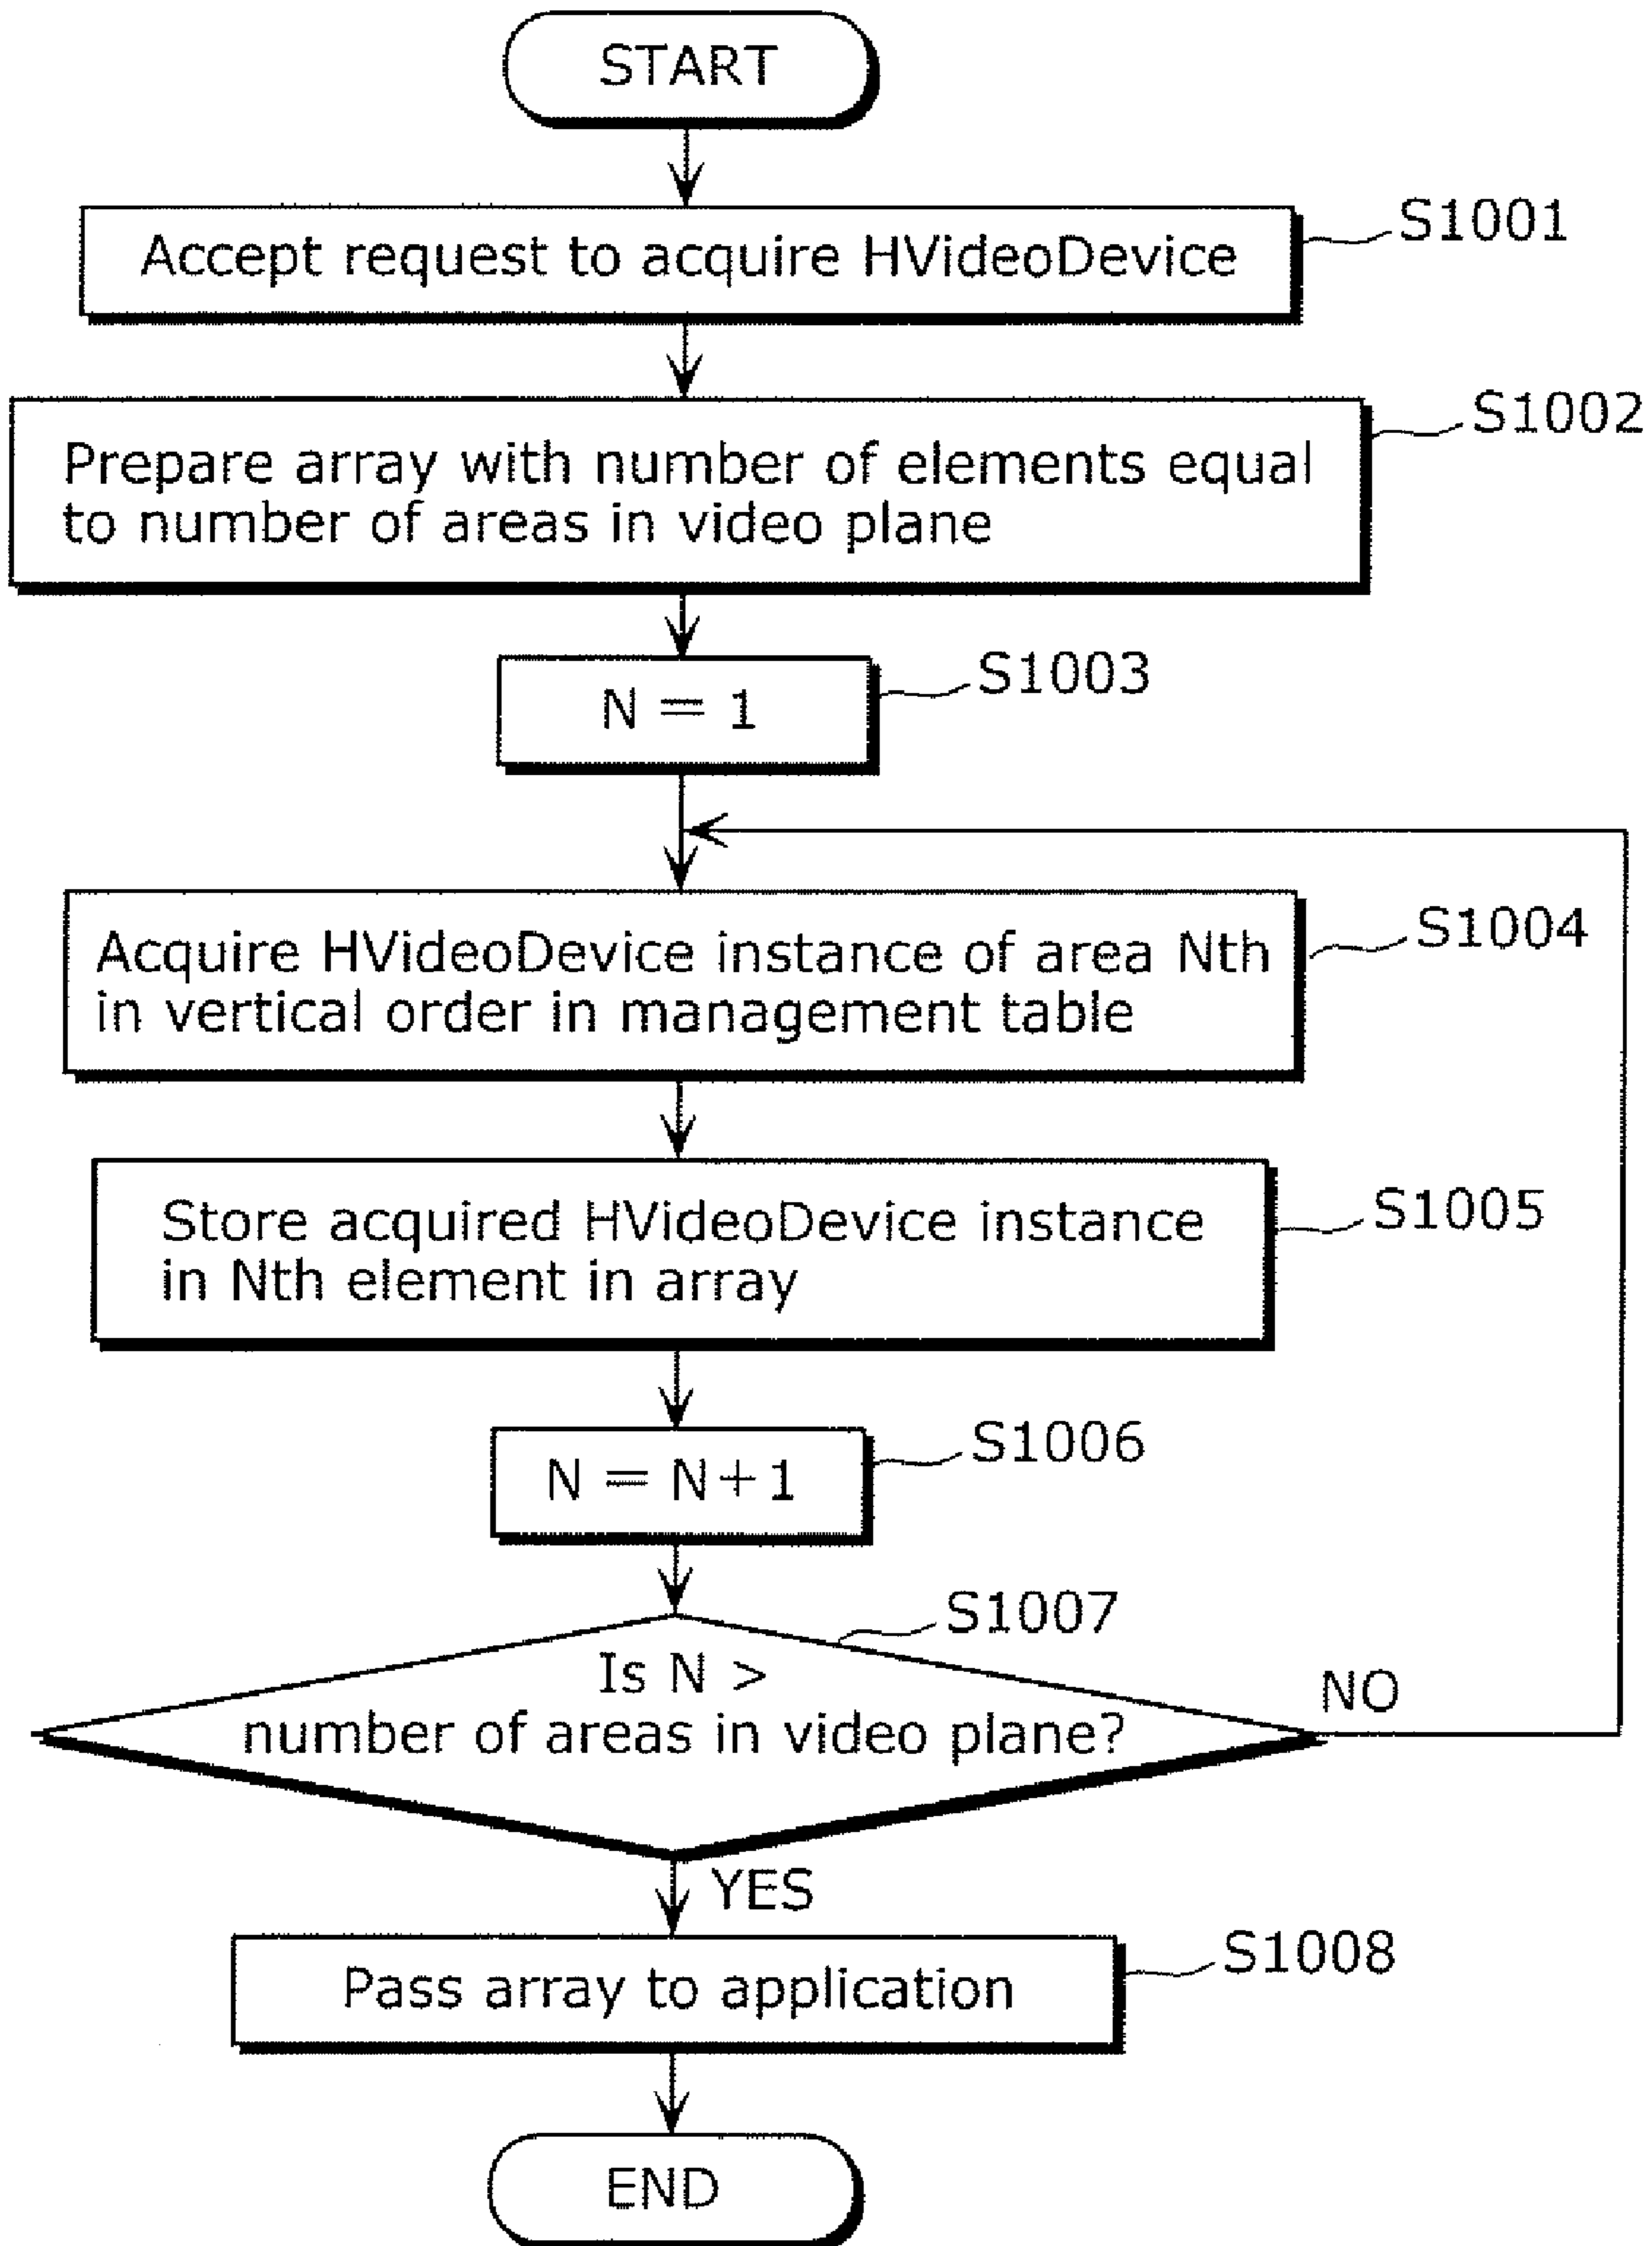 START
Accept request to acquire HVideoDevice
S1001
Prepare array with number of elements equal
to number of areas in video plane
S1002
N = 1
S1003
Acquire HVideoDevice instance of area Nth
in vertical order in management table
S1004
Store acquired HVideoDevice instance
in Nth element in array
S1005
N = N+1
S1006
Is N >
number of areas in video plane?
S1007
NO
YES
Pass array to application
S1008
END